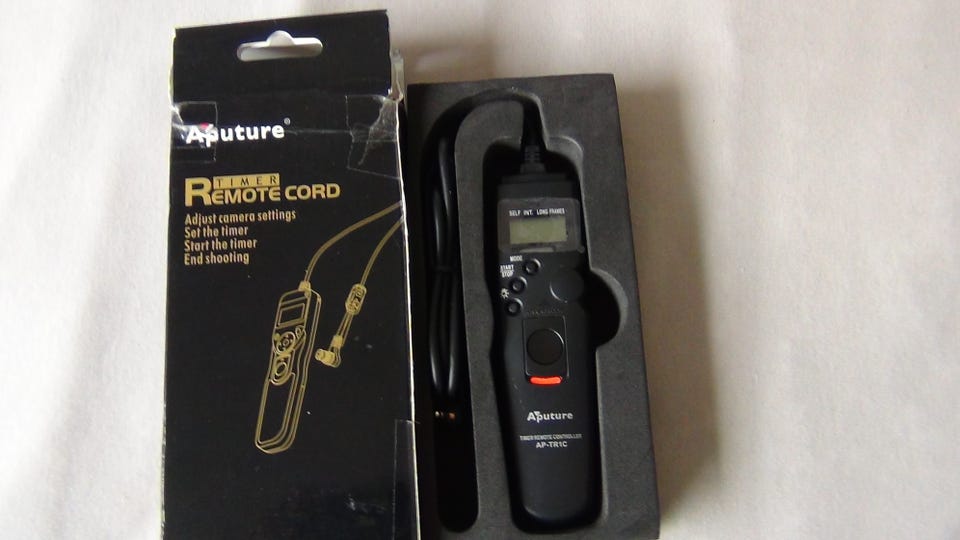 Aputure®
TIMER
REMOTE CORD
Adjust camera settings
Set the timer
Start the timer
End shooting
SELF INT. LONG FRAMES
MODE
START
STOP
Aputure
TIMER REMOTE CONTROLLER
AP-TR1C